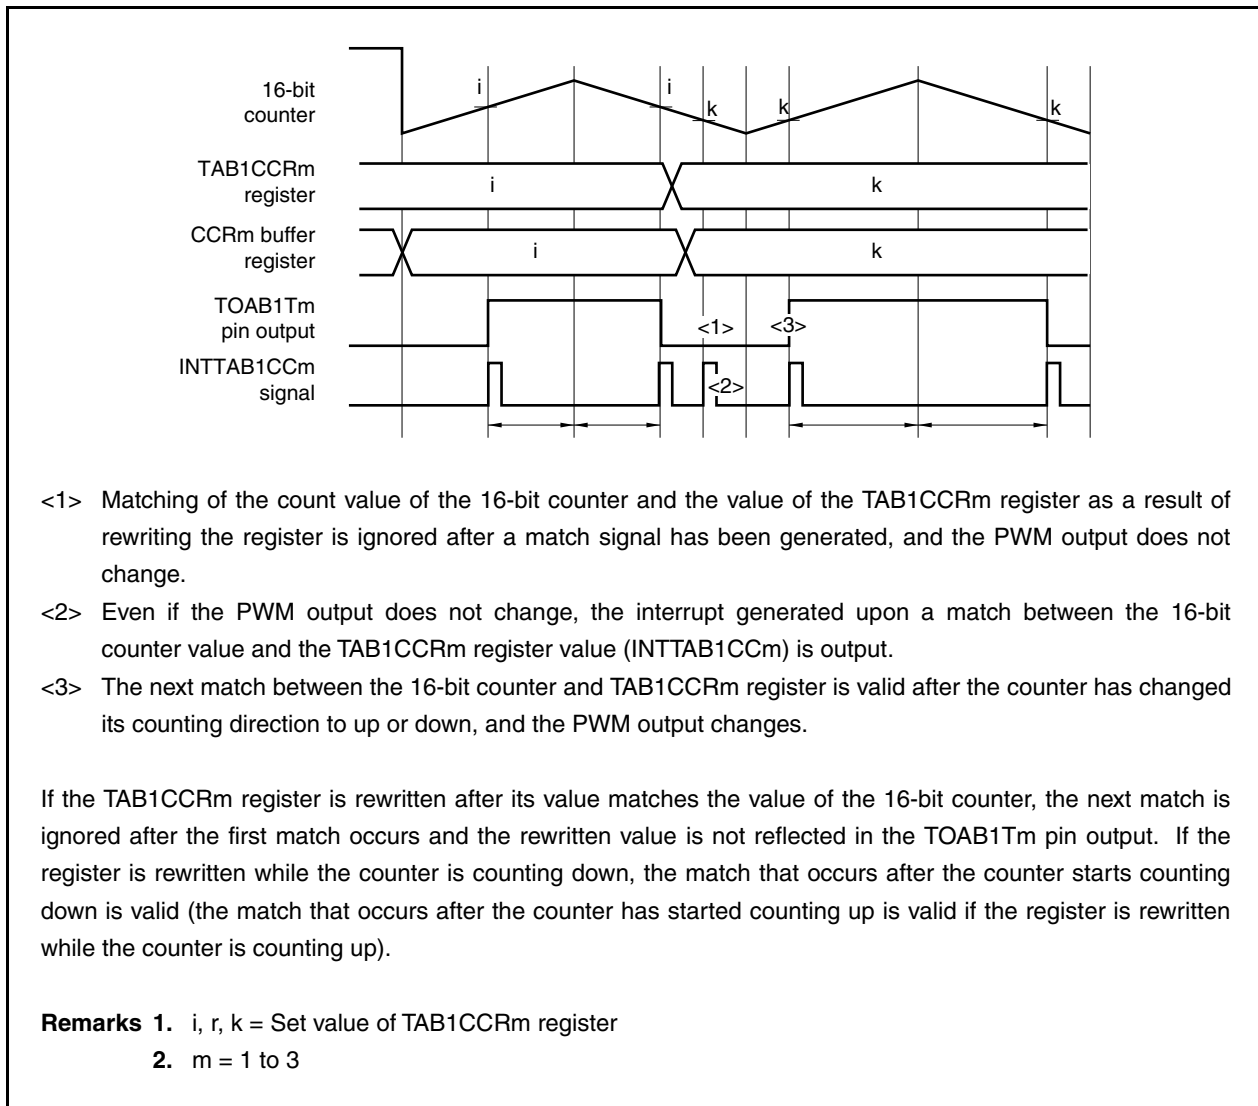 i
i
k
k
k
16-bit
counter
TAB1CCRm
register
i
k
CCRm buffer
register
i
k
TOAB1Tm
pin output
<1>
<3>
INTTAB1CCm
signal
<2>
<1> Matching of the count value of the 16-bit counter and the value of the TAB1CCRm register as a result of
rewriting the register is ignored after a match signal has been generated, and the PWM output does not
change.
<2> Even if the PWM output does not change, the interrupt generated upon a match between the 16-bit
counter value and the TAB1CCRm register value (INTTAB1CCm) is output.
<3> The next match between the 16-bit counter and TAB1CCRm register is valid after the counter has changed
its counting direction to up or down, and the PWM output changes.
If the TAB1CCRm register is rewritten after its value matches the value of the 16-bit counter, the next match is
ignored after the first match occurs and the rewritten value is not reflected in the TOAB1Tm pin output. If the
register is rewritten while the counter is counting down, the match that occurs after the counter starts counting
down is valid (the match that occurs after the counter has started counting up is valid if the register is rewritten
while the counter is counting up).
Remarks 1. i, r, k = Set value of TAB1CCRm register
2. m = 1 to 3